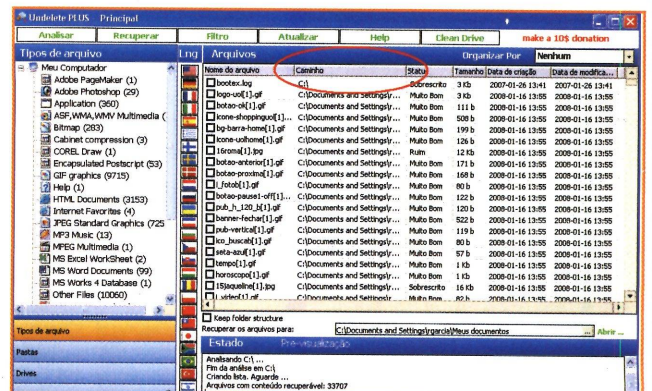 Undelete PLUS Principal
Analisar Recuperar Filtro Atualizar Help Clean Drive make a 10$ donation
Tipos de arquivo Lng Arquivos Organizar Por Nenhum
Meu Computador
Adobe PageMaker (1)
Adobe Photoshop (29)
Application (360)
ASF,WMA,WMV Multimedia (
Bitmap (283)
Cabinet compression (3)
COREL Draw (1)
Encapsulated Postscript (53)
GIF graphics (9715)
Help (1)
HTML Documents (3153)
Internet Favorites (4)
JPEG Standard Graphics (725
MP3 Music (13)
MPEG Multimedia (1)
MS Excel WorkSheet (2)
MS Word Documents (99)
MS Works 4 Database (1)
Other Files (10060)
Tipos de arquivo
Pastas
Drives
Nome do arquivo Caminho Statu Tamanho Data de criação Data de modifica...
bootex.log C:\ Sobrescrito 3 Kb 2007-01-26 13:41 2007-01-26 13:41
logo-uol[1].gif C:\Documents and Settings\r... Muito Bom 3 Kb 2008-01-16 13:55 2008-01-16 13:55
botao-ok[1].gif C:\Documents and Settings\r... Muito Bom 111 b 2008-01-16 13:55 2008-01-16 13:55
icone-shoppinguol[1]... C:\Documents and Settings\r... Muito Bom 508 b 2008-01-16 13:55 2008-01-16 13:55
bg-barra-home[1].gif C:\Documents and Settings\r... Muito Bom 199 b 2008-01-16 13:55 2008-01-16 13:55
icone-uolhome[1].gif C:\Documents and Settings\r... Muito Bom 126 b 2008-01-16 13:55 2008-01-16 13:55
16roma[1].jpg C:\Documents and Settings\r... Ruim 12 Kb 2008-01-16 13:55 2008-01-16 13:55
botao-anterior[1].gif C:\Documents and Settings\r... Muito Bom 171 b 2008-01-16 13:55 2008-01-16 13:55
botao-proxima[1].gif C:\Documents and Settings\r... Muito Bom 168 b 2008-01-16 13:55 2008-01-16 13:55
l_fotob[1].gif C:\Documents and Settings\r... Muito Bom 80 b 2008-01-16 13:55 2008-01-16 13:55
botao-pause1-off[1]... C:\Documents and Settings\r... Muito Bom 122 b 2008-01-16 13:55 2008-01-16 13:55
pub_h_120_b[1].gif C:\Documents and Settings\r... Muito Bom 120 b 2008-01-16 13:55 2008-01-16 13:55
banner-fechar[1].gif C:\Documents and Settings\r... Muito Bom 522 b 2008-01-16 13:55 2008-01-16 13:55
pub-vertical[1].gif C:\Documents and Settings\r... Muito Bom 119 b 2008-01-16 13:55 2008-01-16 13:55
ico_buscab[1].gif C:\Documents and Settings\r... Muito Bom 80 b 2008-01-16 13:55 2008-01-16 13:55
seta-azul[1].gif C:\Documents and Settings\r... Muito Bom 57 b 2008-01-16 13:55 2008-01-16 13:55
tempo[1].gif C:\Documents and Settings\r... Muito Bom 1 Kb 2008-01-16 13:55 2008-01-16 13:55
horoscopo[1].gif C:\Documents and Settings\r... Muito Bom 1 Kb 2008-01-16 13:55 2008-01-16 13:55
15jaqueline[1].jpg C:\Documents and Settings\r... Sobrescrito 16 Kb 2008-01-16 13:55 2008-01-16 13:55
l_video[1].gif C:\Documents and Settings\r... Muito Bom 82 b 2008-01-16 13:55 2008-01-16 13:55
Keep folder structure
Recuperar os arquivos para: C:\Documents and Settings\rgarcia\Meus documentos ... Abrir ...
Estado Pre-visualização
Analsando C:\ ...
Fim da análse em C:\
Criando lista. Aguarde ...
Arquivos com conteúdo recuperável: 33707